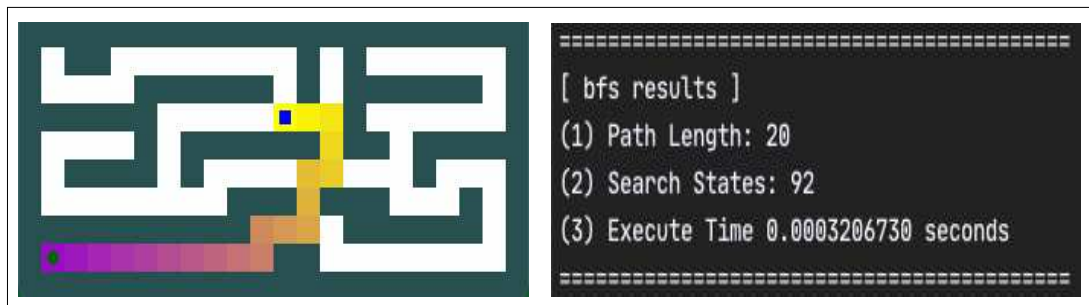 ==========================================
[ bfs results ]
(1) Path Length: 20
(2) Search States: 92
(3) Execute Time 0.0003206730 seconds
==========================================